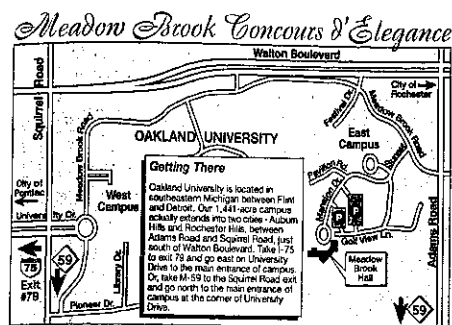 Meadow Brook Concours d'Elegance
Walton Boulevard
Squirrel Road
City of
Rochester
Festival Dr.
Meadow Brook Road
Meadow Brook Road
OAKLAND UNIVERSITY
East
Campus
Sunset
Adams Road
Getting There
Oakland University is located in
southeastern Michigan between Flint
and Detroit. Our 1,441-acre campus
actually extends into two cities - Auburn
Hills and Rochester Hills, between
Adams Road and Squirrel Road, just
south of Walton Boulevard. Take I-75
to exit 79 and go east on University
Drive to the main entrance of campus.
Or, take M-59 to the Squirrel Road exit
and go north to the main entrance of
campus at the corner of University
Drive.
Pavilion Rd.
Meadow Dr.
P
P
Golf View Ln.
Meadow
Brook
Hall
City of
Pontiac
West
Campus
University Dr.
75
Exit
#79
59
Pioneer Dr.
Library Dr.
59